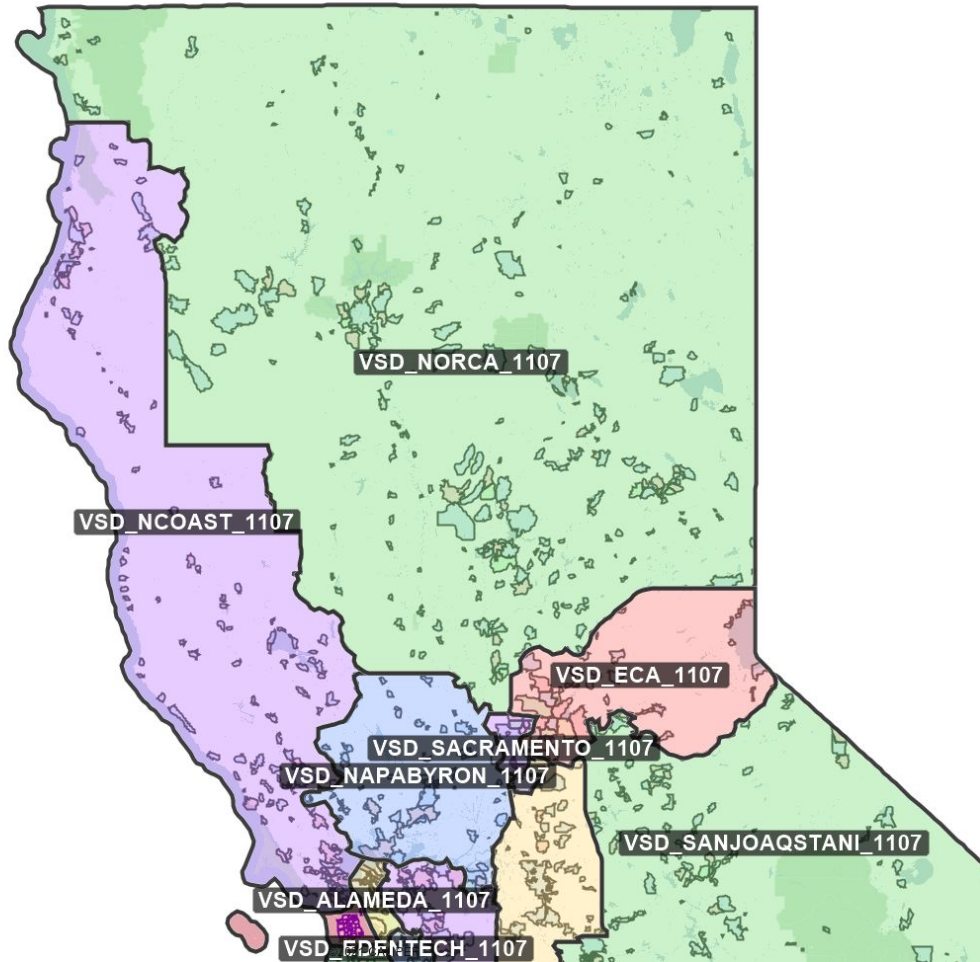 VSD_NORCA_1107
VSD_NCOAST_1107
VSD_ECA_1107
VSD_SACRAMENTO_1107
VSD_NAPABYRON_1107
VSD_SANJOAQSTANI_1107
VSD_ALAMEDA_1107
VSD_EDENTECH_1107